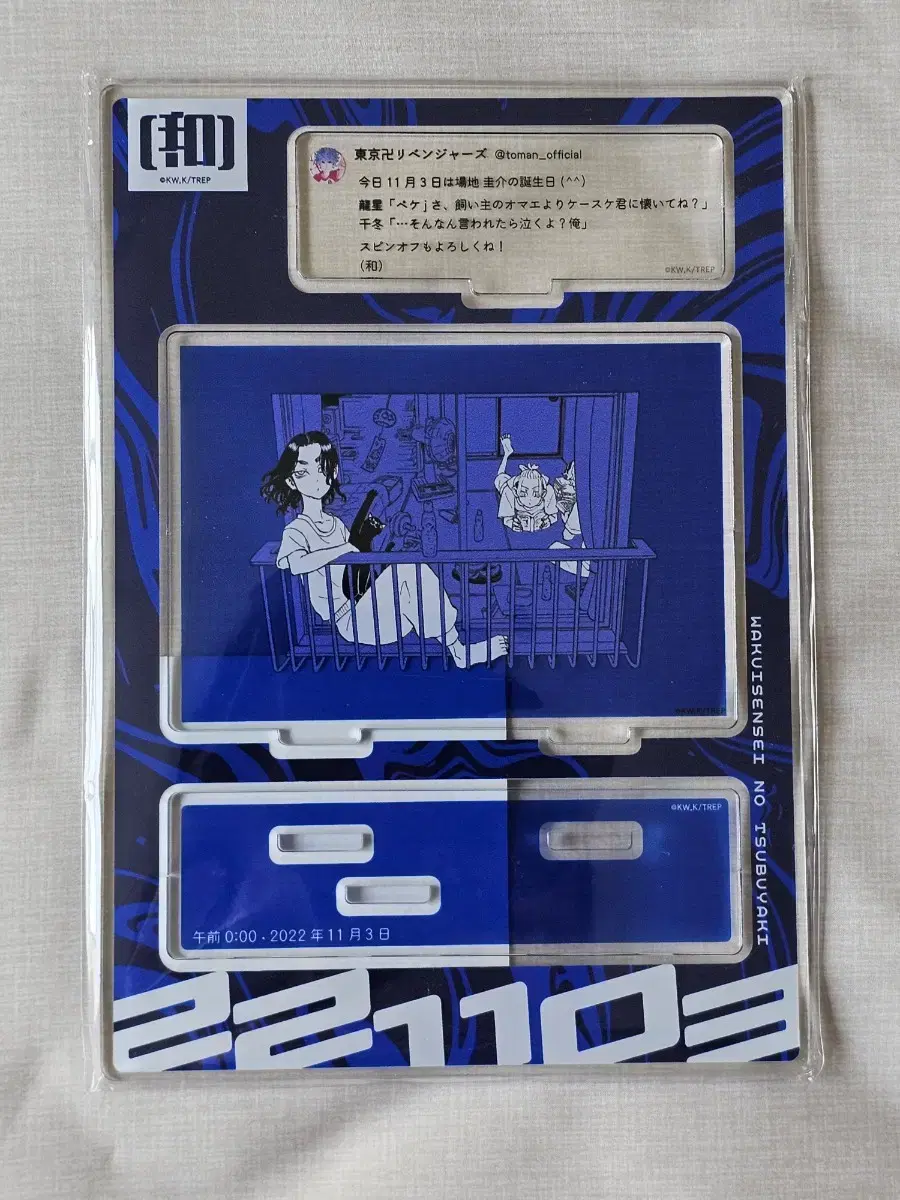 (和)
©KW,K/TREP
東京卍リベンジャーズ @toman_official
今日11月3日は場地 圭介の誕生日(^^)
龍星「ペケjさ、飼い主のオマエよりケースケ君に懐いてね？」
千冬「…そんなん言われたら泣くよ？俺」
スピンオフもよろしくね！
(和)
©KW,K/TREP
©KW,K/TREP
WAKUISENSEI NO TSUBUYAKI
©KW,K/TREP
午前0:00・2022年11月3日
221103